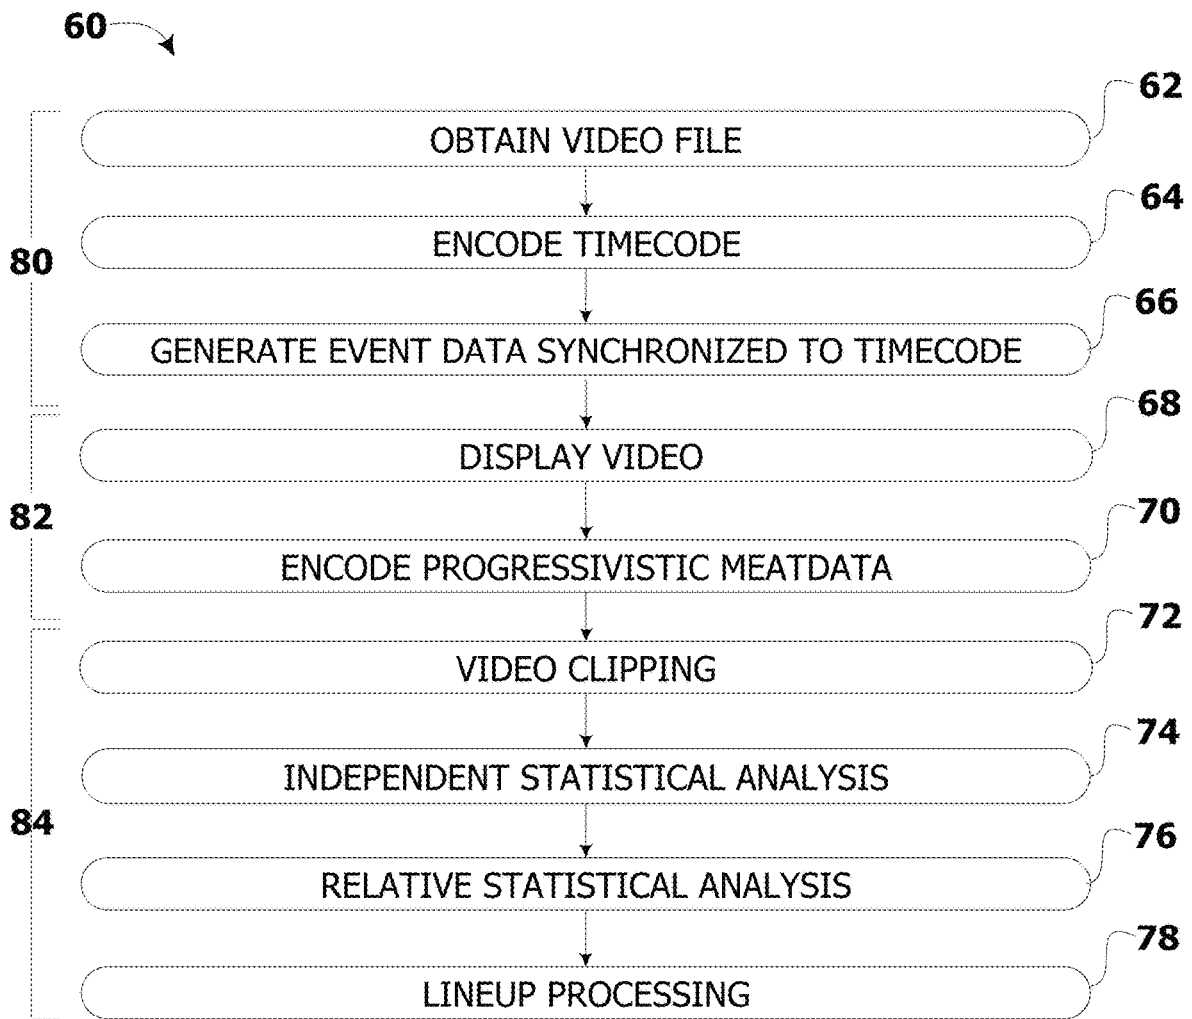 60
62
OBTAIN VIDEO FILE
64
ENCODE TIMECODE
80
66
GENERATE EVENT DATA SYNCHRONIZED TO TIMECODE
68
DISPLAY VIDEO
82
70
ENCODE PROGRESSIVISTIC MEATDATA
72
VIDEO CLIPPING
74
INDEPENDENT STATISTICAL ANALYSIS
84
76
RELATIVE STATISTICAL ANALYSIS
78
LINEUP PROCESSING